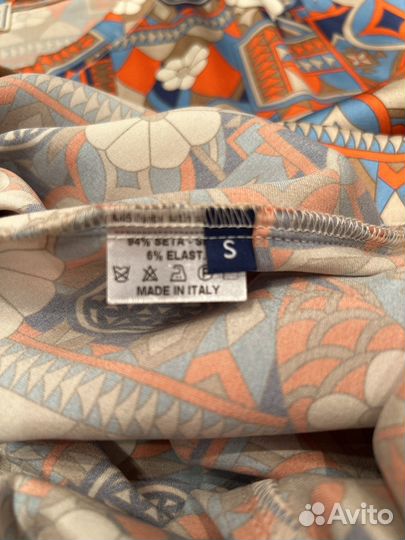 94% SETA - S
6% ELAST.
S
MADE IN ITALY
Avito